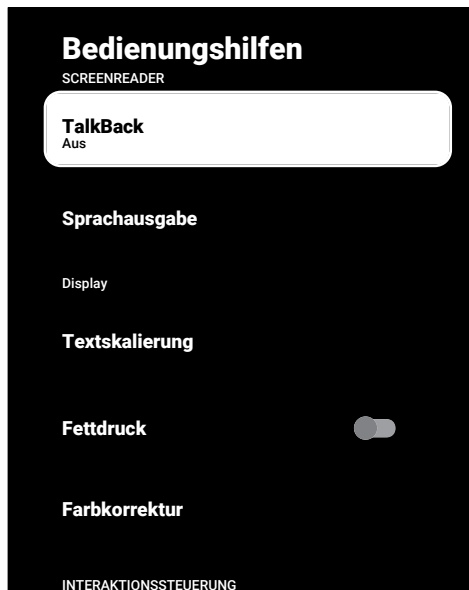 Bedienungshilfen
SCREENREADER
TalkBack
Aus
Sprachausgabe
Display
Textskalierung
Fettdruck
Farbkorrektur
INTERAKTIONSSTEUERUNG